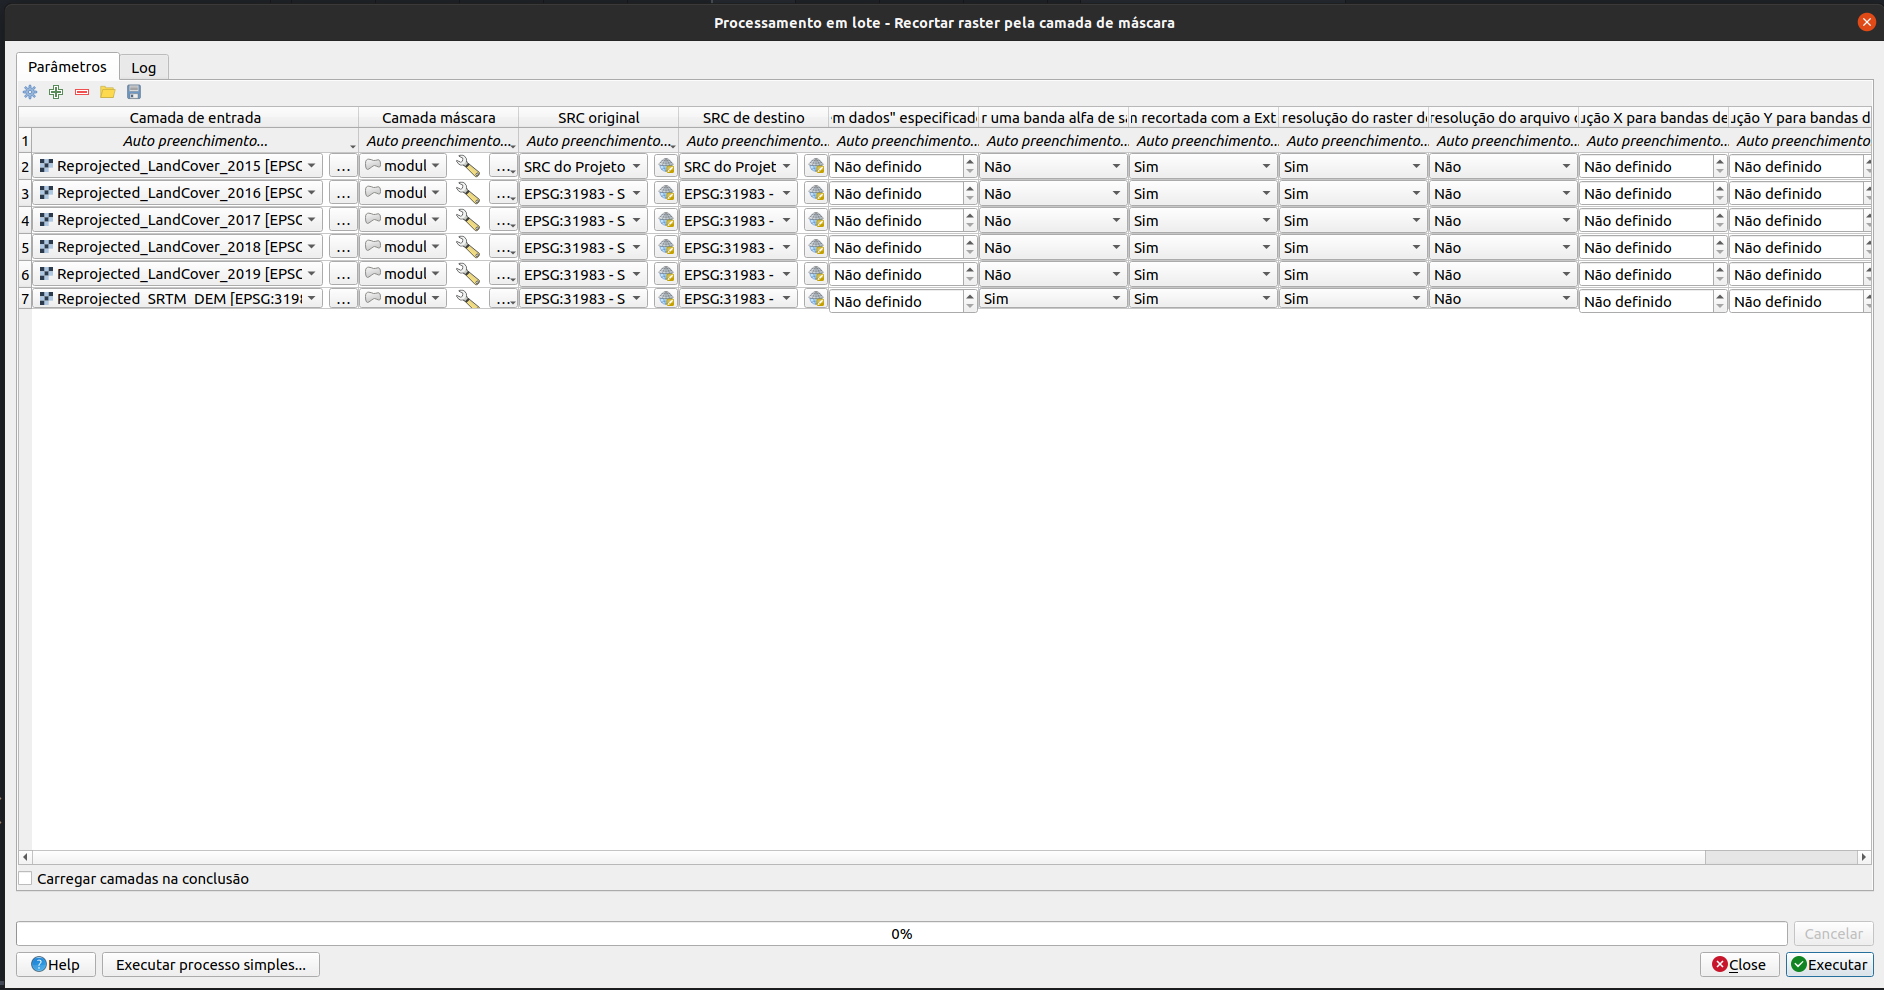 Processamento em lote - Recortar raster pela camada de máscara
Parâmetros Log
Camada de entrada Camada máscara SRC original SRC de destino m dados" especificad r uma banda alfa de sa n recortada com a Ext resolução do raster d resolução do arquivo ução X para bandas de ução Y para bandas d
1 Auto preenchimento... Auto preenchimento... Auto preenchimento... Auto preenchimento... Auto preenchimento... Auto preenchimento... Auto preenchimento... Auto preenchimento... Auto preenchimento... Auto preenchimento... Auto preenchimento
2 Reprojected_LandCover_2015 [EPSC ... modul ... SRC do Projeto SRC do Projet Não definido Não Sim Sim Não Não definido Não definido
3 Reprojected_LandCover_2016 [EPSC ... modul ... EPSG:31983 - S EPSG:31983 - Não definido Não Sim Sim Não Não definido Não definido
4 Reprojected_LandCover_2017 [EPSC ... modul ... EPSG:31983 - S EPSG:31983 - Não definido Não Sim Sim Não Não definido Não definido
5 Reprojected_LandCover_2018 [EPSC ... modul ... EPSG:31983 - S EPSG:31983 - Não definido Não Sim Sim Não Não definido Não definido
6 Reprojected_LandCover_2019 [EPSC ... modul ... EPSG:31983 - S EPSG:31983 - Não definido Não Sim Sim Não Não definido Não definido
7 Reprojected_SRTM_DEM [EPSG:3198 ... modul ... EPSG:31983 - S EPSG:31983 - Não definido Sim Sim Sim Não Não definido Não definido
Carregar camadas na conclusão
0%
Cancelar
Help Executar processo simples... Close Executar